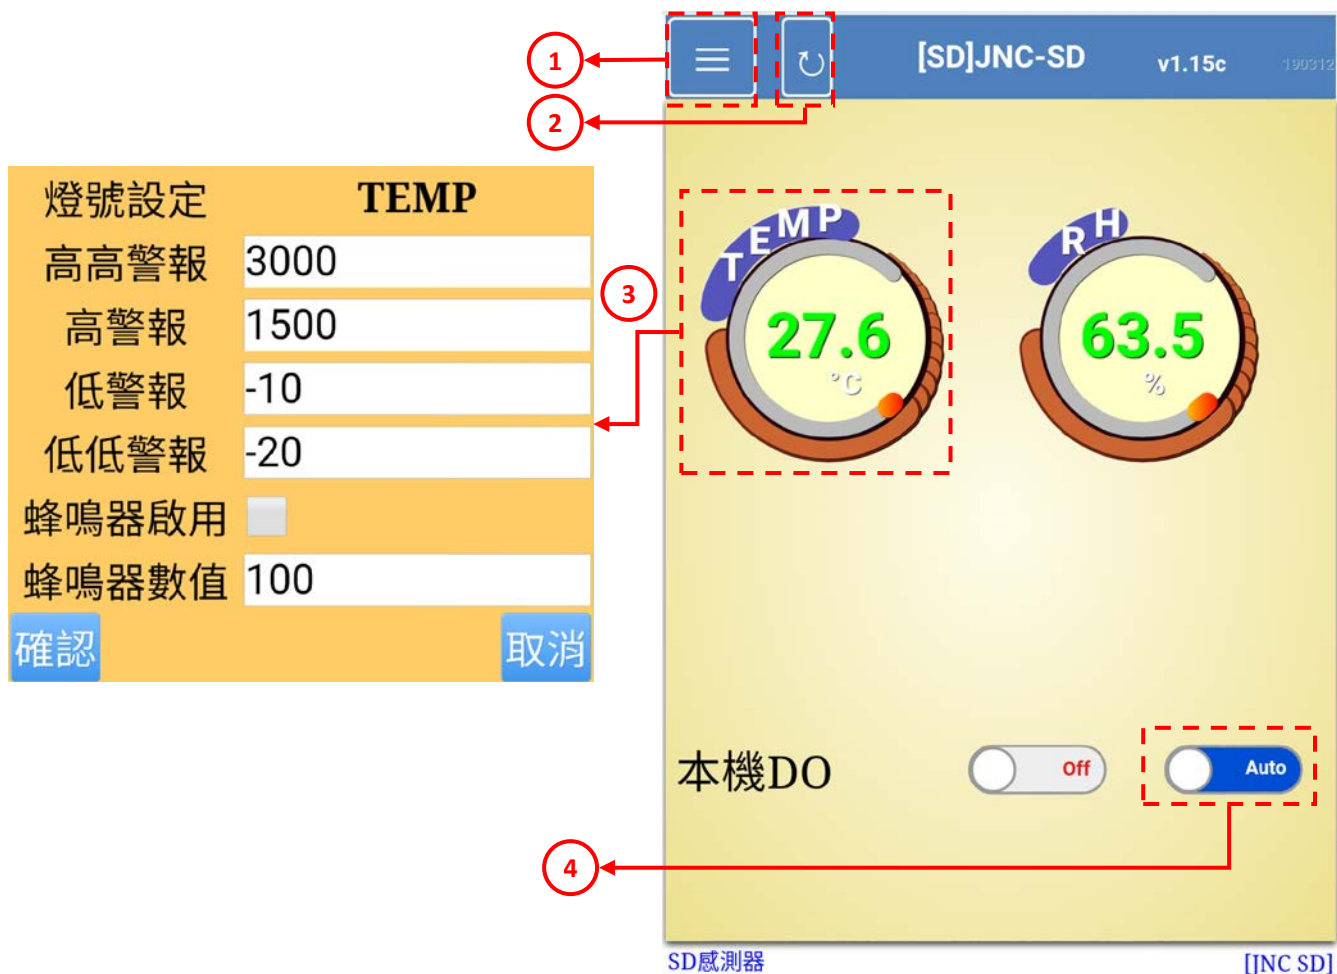 1
2
☰ ↻ [SD]JNC-SD v1.15c 190312
燈號設定 TEMP
高高警報 3000
高警報 1500
低警報 -10
低低警報 -20
蜂鳴器啟用
蜂鳴器數值 100
確認 取消
3
TEMP
27.6
°C
RH
63.5
%
本機DO Off Auto
4
SD感測器 [JNC SD]